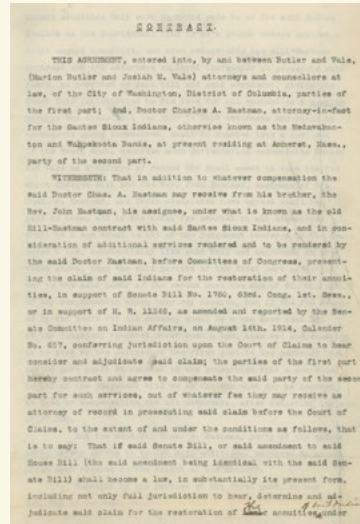 CONTRACT.
THIS AGREEMENT, entered into, by and between Butler and Vale,
(Marion Butler and Josiah M. Vale) attorneys and counsellors at
law, of the City of Washington, District of Columbia, parties of
the first part; And, Doctor Charles A. Eastman, attorney-in-fact
for the Santee Sioux Indians, otherwise known as the Medawakan-
ton and Wahpekoota Bands, at present residing at Amherst, Mass.,
party of the second part.
WITNESSETH: That in addition to whatever compensation the
said Doctor Chas. A. Eastman may receive from his brother, the
Rev. John Eastman, his assignee, under what is known as the old
Hill-Eastman contract with said Santee Sioux Indians, and in con-
sideration of additional services rendered and to be rendered by
the said Doctor Eastman, before Committees of Congress, present-
ing the claim of said Indians for the restoration of their annui-
ties, in support of Senate Bill No. 1760, 63rd. Cong. 1st. Sess.,
or in support of H. R. 11246, as amended and reported by the Sen-
ate Committee on Indian Affairs, on August 14th. 1914, Calender
No. 657, conferring jurisdiction upon the Court of Claims to hear
consider and adjudicate said claim; the parties of the first part
hereby contract and agree to compensate the said party of the second
part for such services, out of whatever fee they may receive as
attorney of record in prosecuting said claim before the Court of
Claims, to the extent of and under the conditions as follows, that
is to say: That if said Senate Bill, or said amendment to said
House Bill (the said amendment being identical with the said Sen-
ate Bill) shall become a law, in substantially its present form,
including not only full jurisdiction to hear, determine and ad-
judicate said claim for the restoration of the annuities under